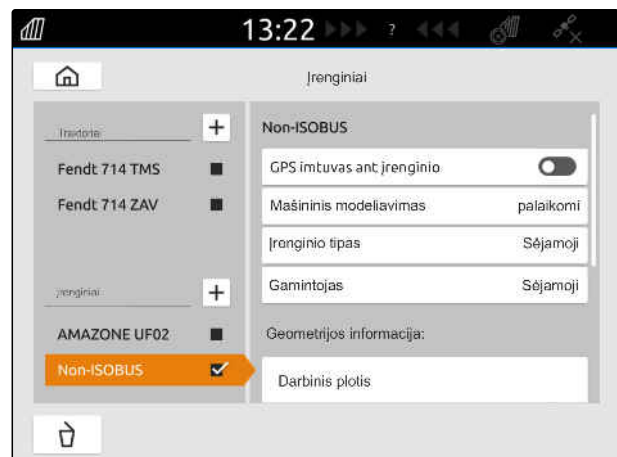 13:22 ?
Įrenginiai
Traktoriai
Fendt 714 TMS
Fendt 714 ZAV
Įrenginiai
AMAZONE UF02
Non-ISOBUS
Non-ISOBUS
GPS imtuvas ant įrenginio
Mašininis modeliavimas palaikomi
Įrenginio tipas Sėjamoji
Gamintojas Sėjamoji
Geometrijos informacija:
Darbinis plotis